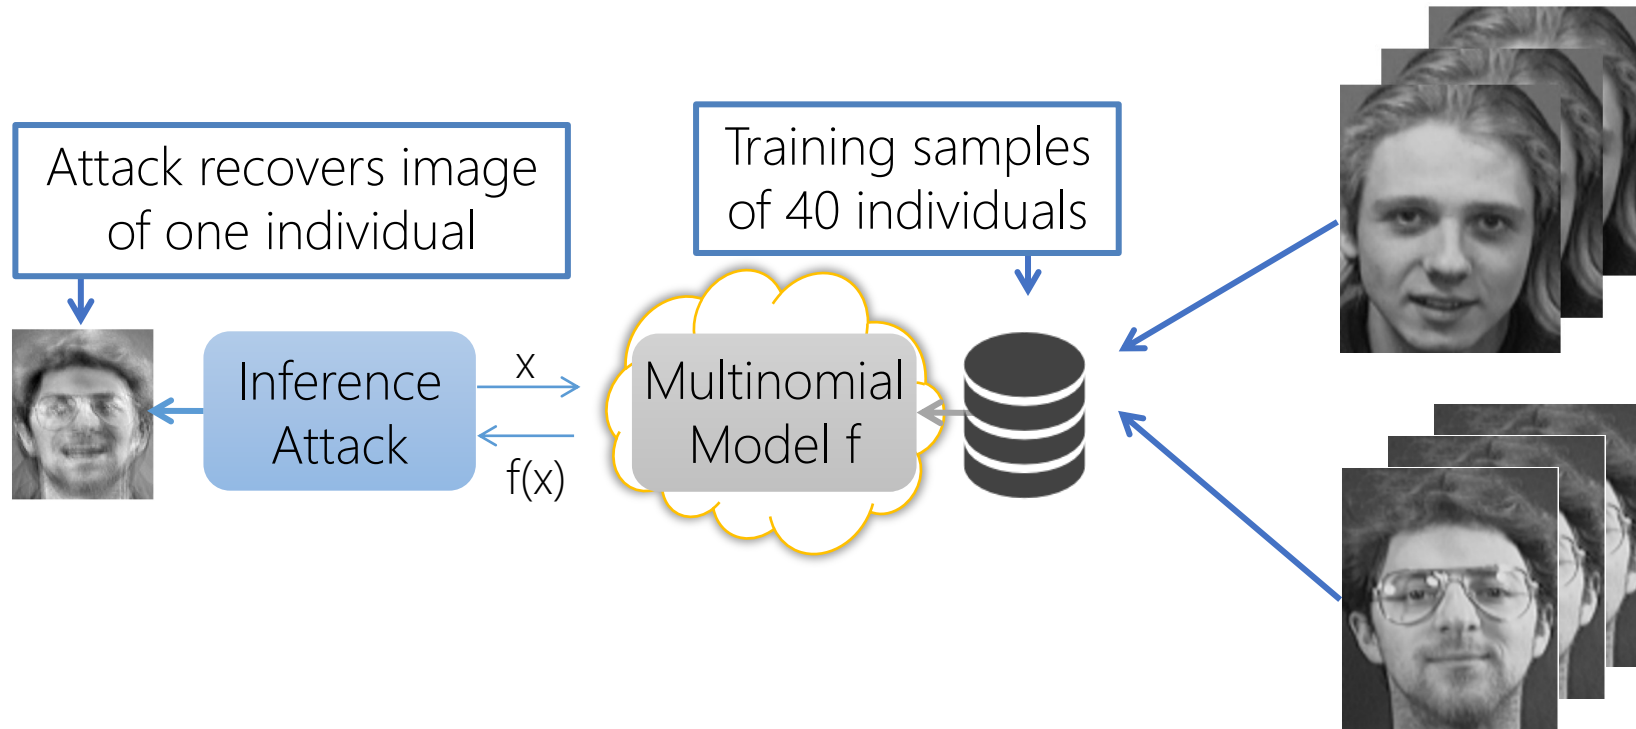 Attack recovers image
of one individual
Training samples
of 40 individuals
Inference
Attack
x
f(x)
Multinomial
Model f